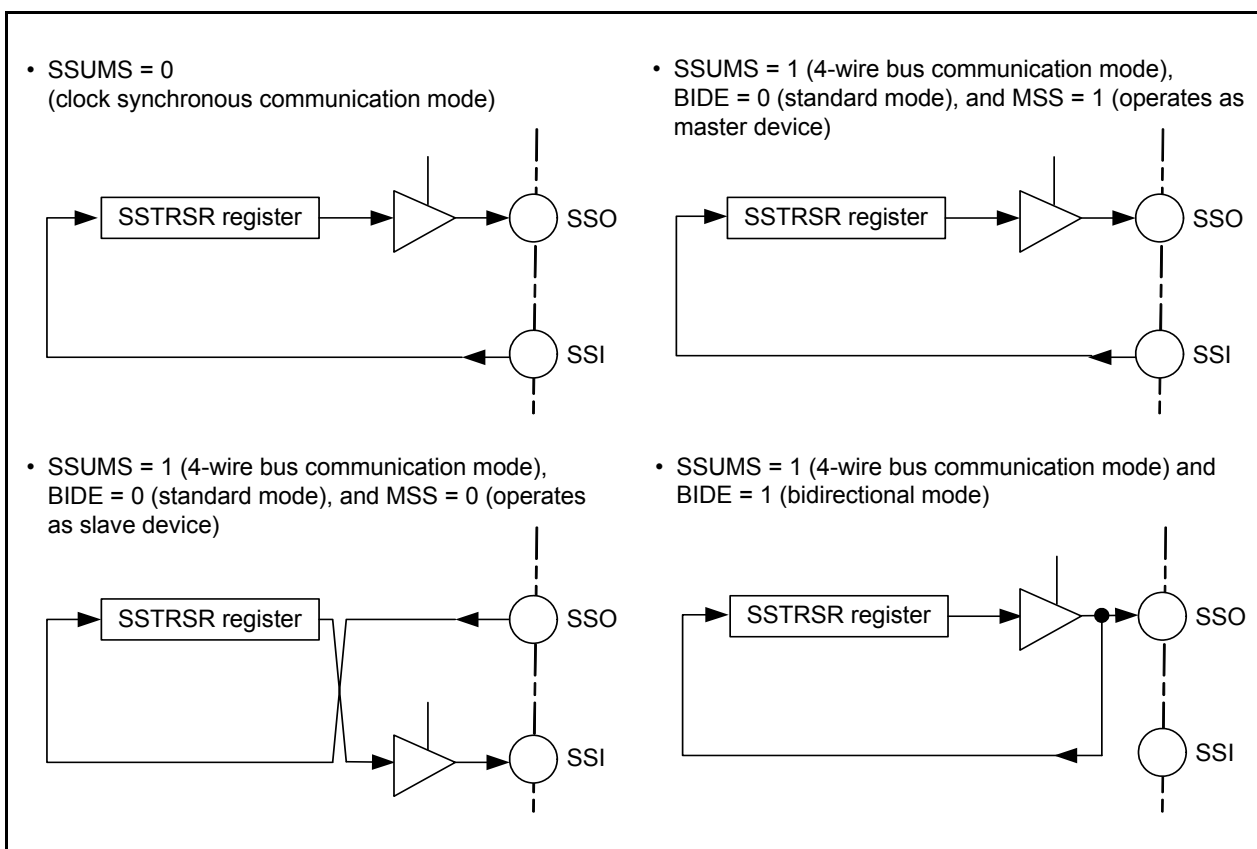 • SSUMS = 0
(clock synchronous communication mode)
SSTRSR register
SSO
SSI
• SSUMS = 1 (4-wire bus communication mode),
BIDE = 0 (standard mode), and MSS = 1 (operates as
master device)
SSTRSR register
SSO
SSI
• SSUMS = 1 (4-wire bus communication mode),
BIDE = 0 (standard mode), and MSS = 0 (operates
as slave device)
SSTRSR register
SSO
SSI
• SSUMS = 1 (4-wire bus communication mode) and
BIDE = 1 (bidirectional mode)
SSTRSR register
SSO
SSI